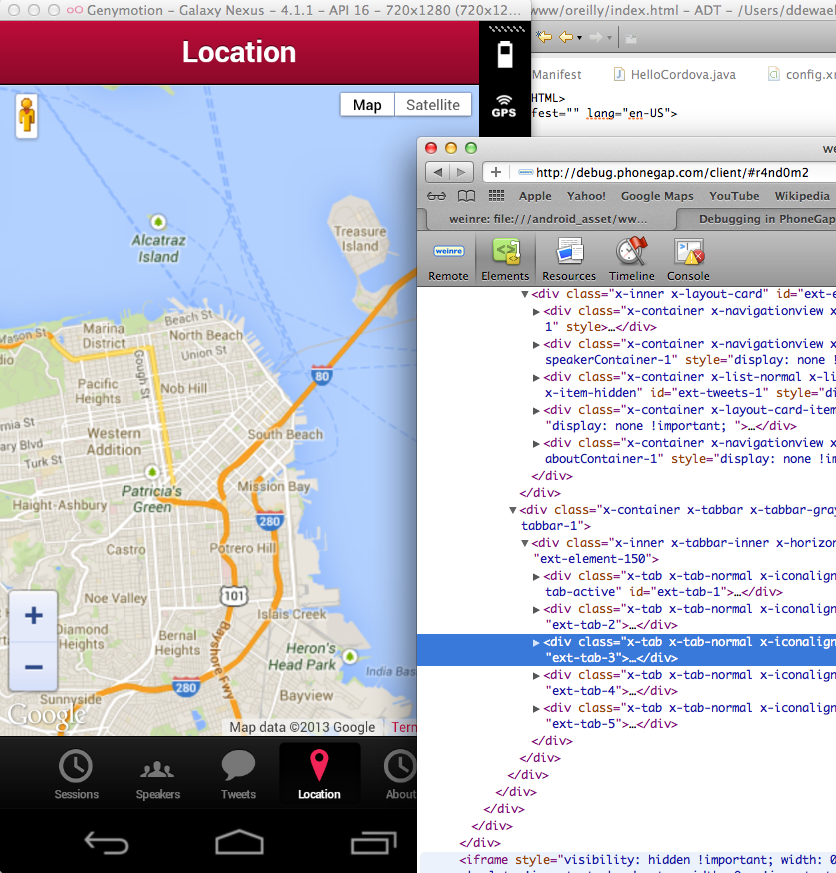 Genymotion – Galaxy Nexus – 4.1.1 – API 16 – 720x1280 (720x12...
www/oreilly/index.html – ADT – /Users/ddewae
Location
Manifest
HelloCordova.java
config.x
HTML>
fest="" lang="en-US">
GPS
Map
Satellite
we
http://debug.phonegap.com/client/#r4nd0m2
Apple Yahoo! Google Maps YouTube Wikipedia
weinre: file:///android_asset/ww...
Debugging in PhoneGap
weinre
Remote Elements Resources Timeline Console
<div class="x-inner x-layout-card" id="ext-e
<div class="x-container x-navigationview x
1" style>…</div>
<div class="x-container x-navigationview x
speakerContainer-1" style="display: none !
<div class="x-container x-list-normal x-li
x-item-hidden" id="ext-tweets-1" style="di
<div class="x-container x-layout-card-item
"display: none !important; ">…</div>
<div class="x-container x-navigationview x
aboutContainer-1" style="display: none !im
</div>
</div>
<div class="x-container x-tabbar x-tabbar-gray
tabbar-1">
<div class="x-inner x-tabbar-inner x-horizon
"ext-element-150">
<div class="x-tab x-tab-normal x-iconalign
tab-active" id="ext-tab-1">…</div>
<div class="x-tab x-tab-normal x-iconalign
"ext-tab-2">…</div>
<div class="x-tab x-tab-normal x-iconalign
"ext-tab-3">…</div>
<div class="x-tab x-tab-normal x-iconalign
"ext-tab-4">…</div>
<div class="x-tab x-tab-normal x-iconalign
"ext-tab-5">…</div>
</div>
</div>
</div>
</div>
</div>
</div>
</div>
<iframe style="visibility: hidden !important; width: 0
Alcatraz
Island
Treasure
Island
Beach St
Marina
District
North Beach
Mason St
Union St
Gough St
80
Pacific
Heights
Nob Hill
Western
Addition
South Beach
Turk St
Patricia's
Green
Mission Bay
Haight-Ashbury
280
Castro
Potrero Hill
101
Noe Valley
Islais Creek
+
Diamond
Heights
Bernal
Heights
Bayshore Fwy
Heron's
Head Park
−
India Bas
280
Sunnyside
Bayview
Google
Map data ©2013 Google
Term
Sessions Speakers Tweets Location About